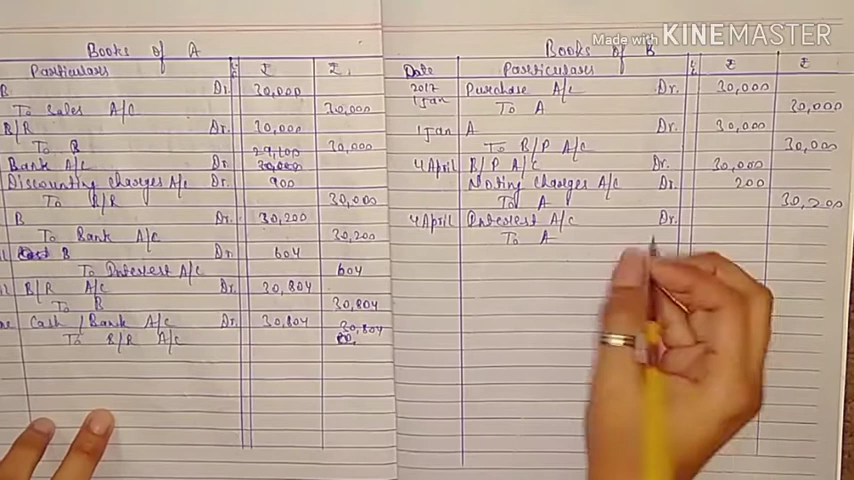 Made with KINEMASTER
Books of A
Particulars ₹ ₹
B Dr. 30,000
To Sales A/c 30,000
B/R Dr. 30,000
To B 30,000
Bank A/c Dr. 29,100
Discounting Charges A/c Dr. 900
To B/R 30,000
B Dr. 30,200
To Bank A/c 30,200
B Dr. 604
To Interest A/c 604
B/R A/c Dr. 30,804
To B 30,804
Cash / Bank A/c Dr. 30,804
To B/R A/c 30,804
Books of B
Date Particulars ₹ ₹
2017
1 Jan Purchase A/c Dr. 30,000
To A 30,000
1 Jan A Dr. 30,000
To B/P A/c 30,000
4 April B/P A/c Dr. 30,000
Noting Charges A/c Dr. 200
To A 30,200
4 April Interest A/c Dr.
To A